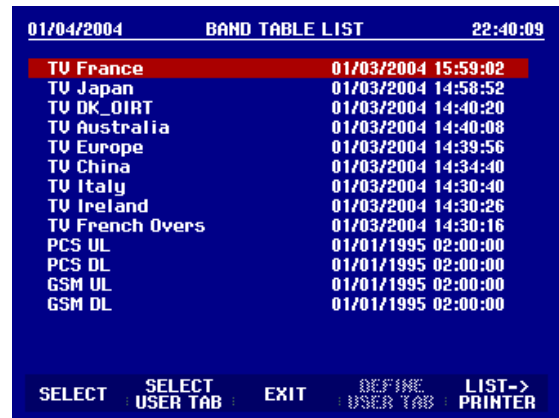 01/04/2004 BAND TABLE LIST 22:40:09
TV France 01/03/2004 15:59:02
TV Japan 01/03/2004 14:58:52
TV DK_OIRT 01/03/2004 14:40:20
TV Australia 01/03/2004 14:40:08
TV Europe 01/03/2004 14:39:56
TV China 01/03/2004 14:34:40
TV Italy 01/03/2004 14:30:40
TV Ireland 01/03/2004 14:30:26
TV French Overs 01/03/2004 14:30:16
PCS UL 01/01/1995 02:00:00
PCS DL 01/01/1995 02:00:00
GSM UL 01/01/1995 02:00:00
GSM DL 01/01/1995 02:00:00
SELECT SELECT USER TAB EXIT DEFINE USER TAB LIST-> PRINTER